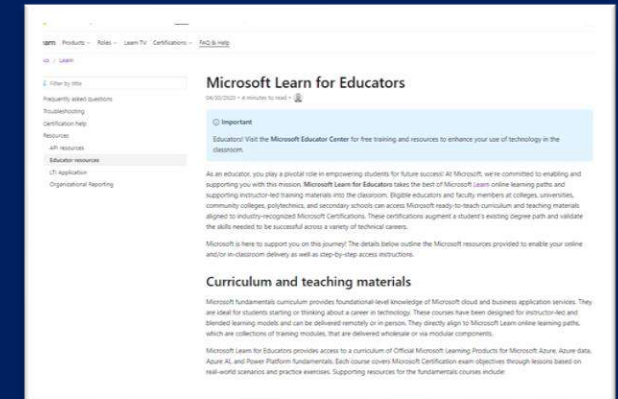 earn Products Roles Learn TV Certifications FAQ & Help
/ Learn
Filter by title
Frequently asked questions
Troubleshooting
Certification help
Resources
API resources
Educator resources
LTI Application
Organizational Reporting
Microsoft Learn for Educators
• 4 minutes to read •
Important
Educators! Visit the Microsoft Educator Center for free training and resources to enhance your use of technology in the
classroom.
As an educator, you play a pivotal role in empowering students for future success! At Microsoft, we're committed to enabling and
supporting you with this mission. Microsoft Learn for Educators takes the best of Microsoft Learn online learning paths and
supporting instructor-led training materials into the classroom. Eligible educators and faculty members at colleges, universities,
community colleges, polytechnics, and secondary schools can access Microsoft ready-to-teach curriculum and teaching materials
aligned to industry-recognized Microsoft Certifications. These certifications augment a student's existing degree path and validate
the skills needed to be successful across a variety of technical careers.
Microsoft is here to support you on this journey! The details below outline the Microsoft resources provided to enable your online
and/or in-classroom delivery as well as step-by-step access instructions.
Curriculum and teaching materials
Microsoft fundamentals curriculum provides foundational-level knowledge of Microsoft cloud and business application services. They
are ideal for students starting or thinking about a career in technology. These courses have been designed for instructor-led and
blended learning models and can be delivered remotely or in person. They directly align to Microsoft Learn online learning paths,
which are collections of training modules, that are delivered wholesale or via modular components.
Microsoft Learn for Educators provides access to a curriculum of Official Microsoft Learning Products for Microsoft Azure, Azure data,
Azure AI, and Power Platform fundamentals. Each course covers Microsoft Certification exam objectives through lessons based on
real-world scenarios and practice exercises. Supporting resources for the fundamentals courses include: